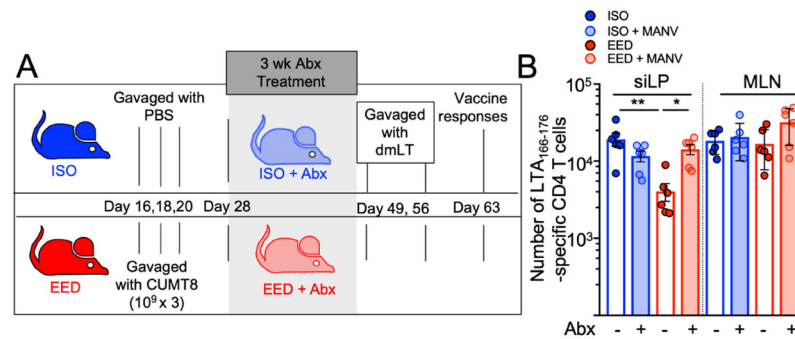 A
3 wk Abx
Treatment
Gavaged with
PBS
Gavaged
with
dmLT
Vaccine
responses
ISO
ISO + Abx
Day 16,18,20
Day 28
Day 49, 56
Day 63
EED
Gavaged
with CUMT8
(10⁹ x 3)
EED + Abx
B
ISO
ISO + MANV
EED
EED + MANV
siLP
MLN
** *
Number of LTA₁₆₆₋₁₇₆
-specific CD4 T cells
10⁵
10⁴
10³
Abx - + - + - + - +